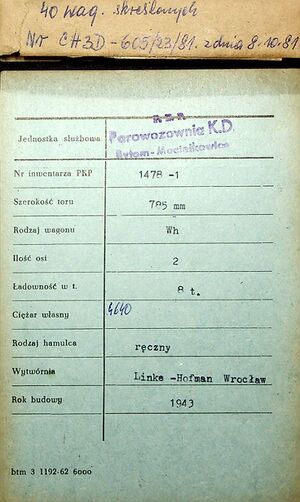 40 wag. skreślonych
Nr CH3D-605/23/81. z dnia 8.10.81
P.K.P.
Jednostka służbowa Parowozownia K.D.
Bytom-Maciejkowice
Nr inwentarza PKP 1478 -1
Szerokość toru 785 mm
Rodzaj wagonu Wh
Ilość osi 2
Ładowność w t. 8 t.
Ciężar własny 4640
Rodzaj hamulca ręczny
Wytwórnia Linke -Hofman Wrocław
Rok budowy 1943
btm 3 1192-62 6000